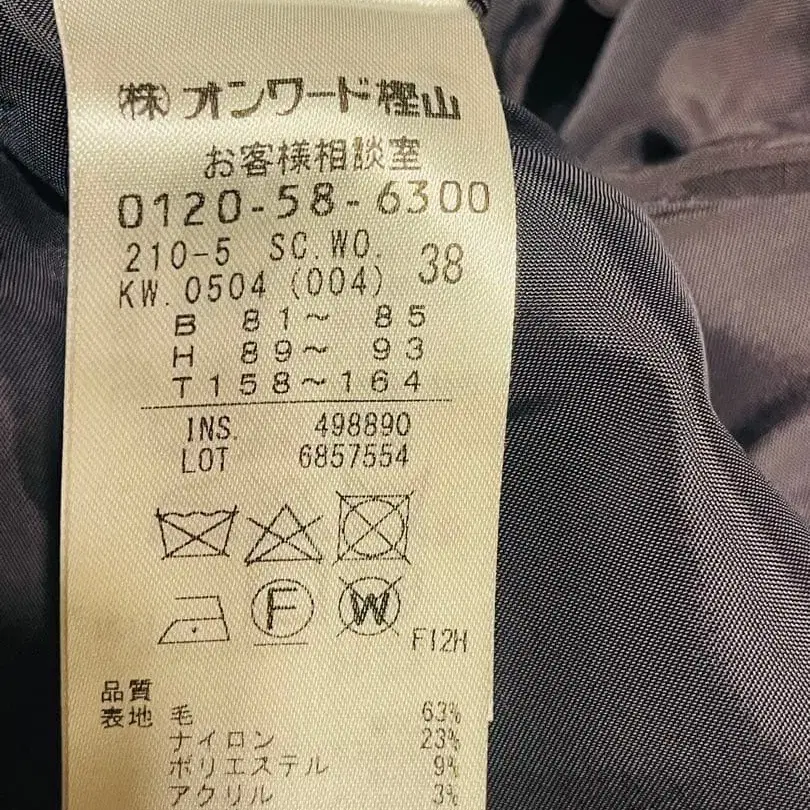 (株)オンワード樫山
お客様相談室
0120-58-6300
210-5 SC.WO. 38
KW.0504 (004)
B 81～ 85
H 89～ 93
T158～164
INS. 498890
LOT 6857554
F
W
F12H
品質
表地 毛 63%
ナイロン 23%
ポリエステル 9%
アクリル 3%